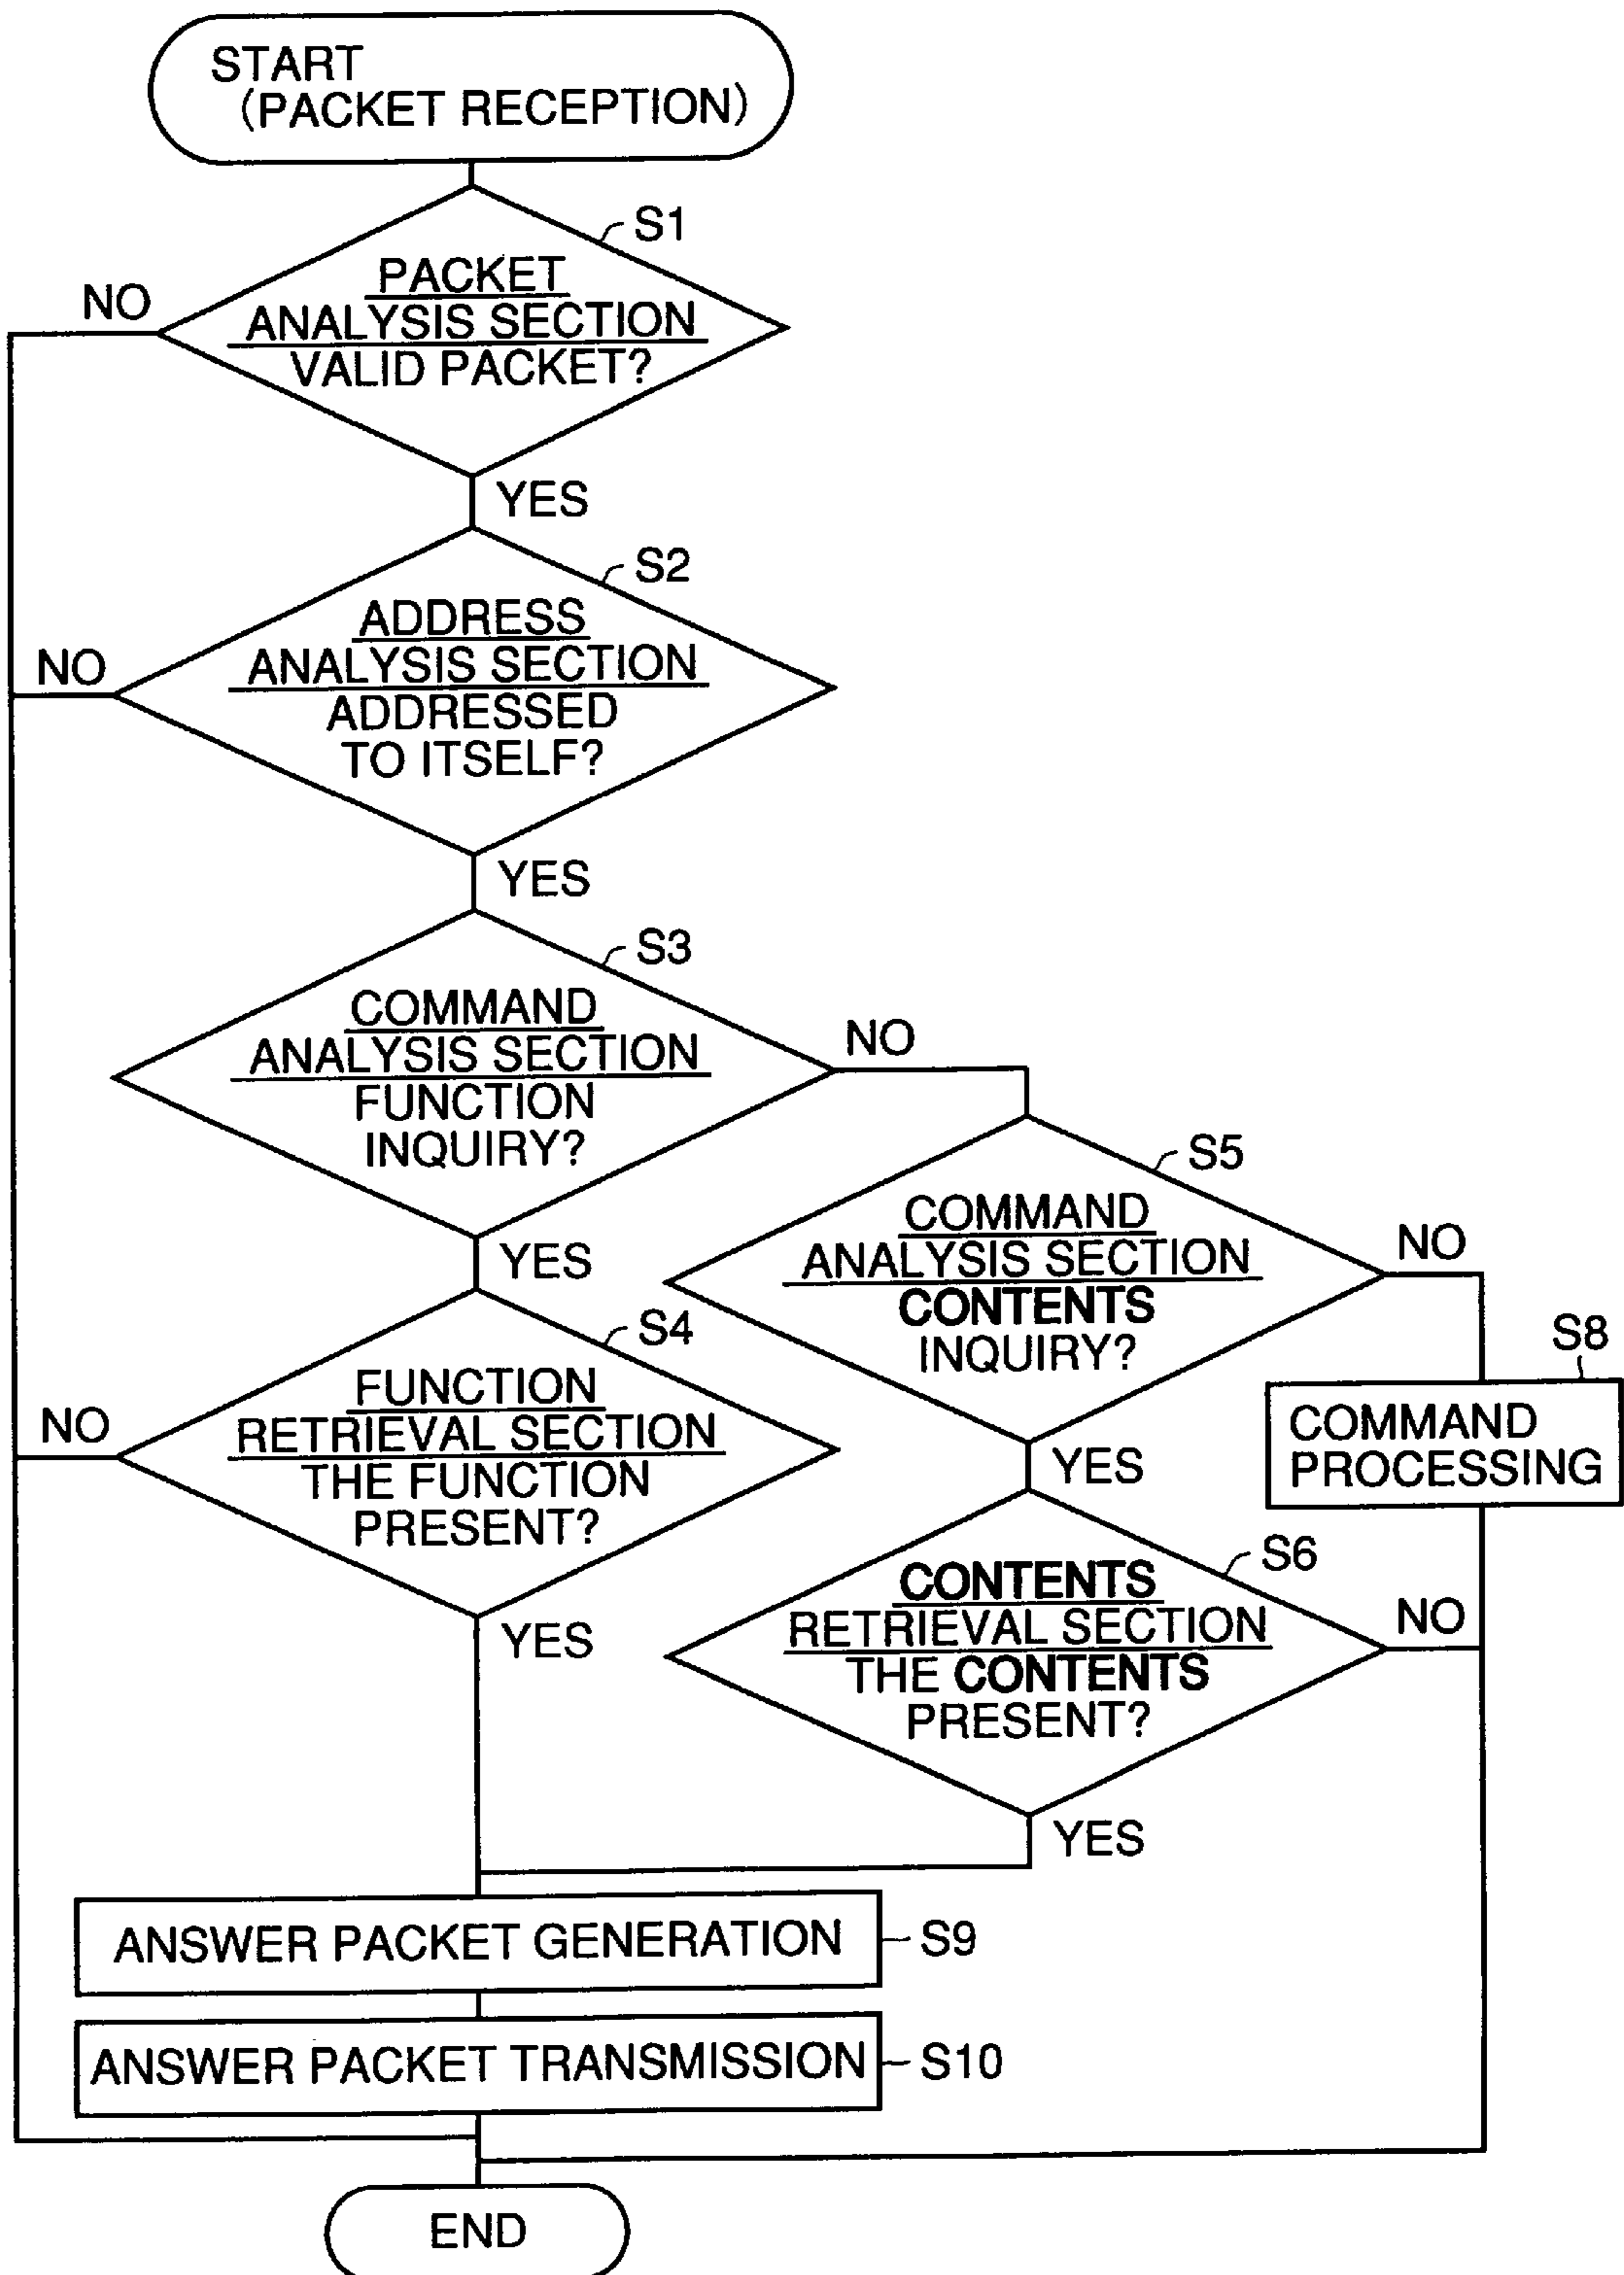 START
(PACKET RECEPTION)
S1
NO
PACKET
ANALYSIS SECTION
VALID PACKET?
YES
S2
NO
ADDRESS
ANALYSIS SECTION
ADDRESSED
TO ITSELF?
YES
S3
COMMAND
ANALYSIS SECTION
FUNCTION
INQUIRY?
NO
YES
S5
COMMAND
ANALYSIS SECTION
CONTENTS
INQUIRY?
NO
YES
S4
NO
FUNCTION
RETRIEVAL SECTION
THE FUNCTION
PRESENT?
YES
S8
COMMAND
PROCESSING
S6
CONTENTS
RETRIEVAL SECTION
THE CONTENTS
PRESENT?
NO
YES
ANSWER PACKET GENERATION
S9
ANSWER PACKET TRANSMISSION
S10
END